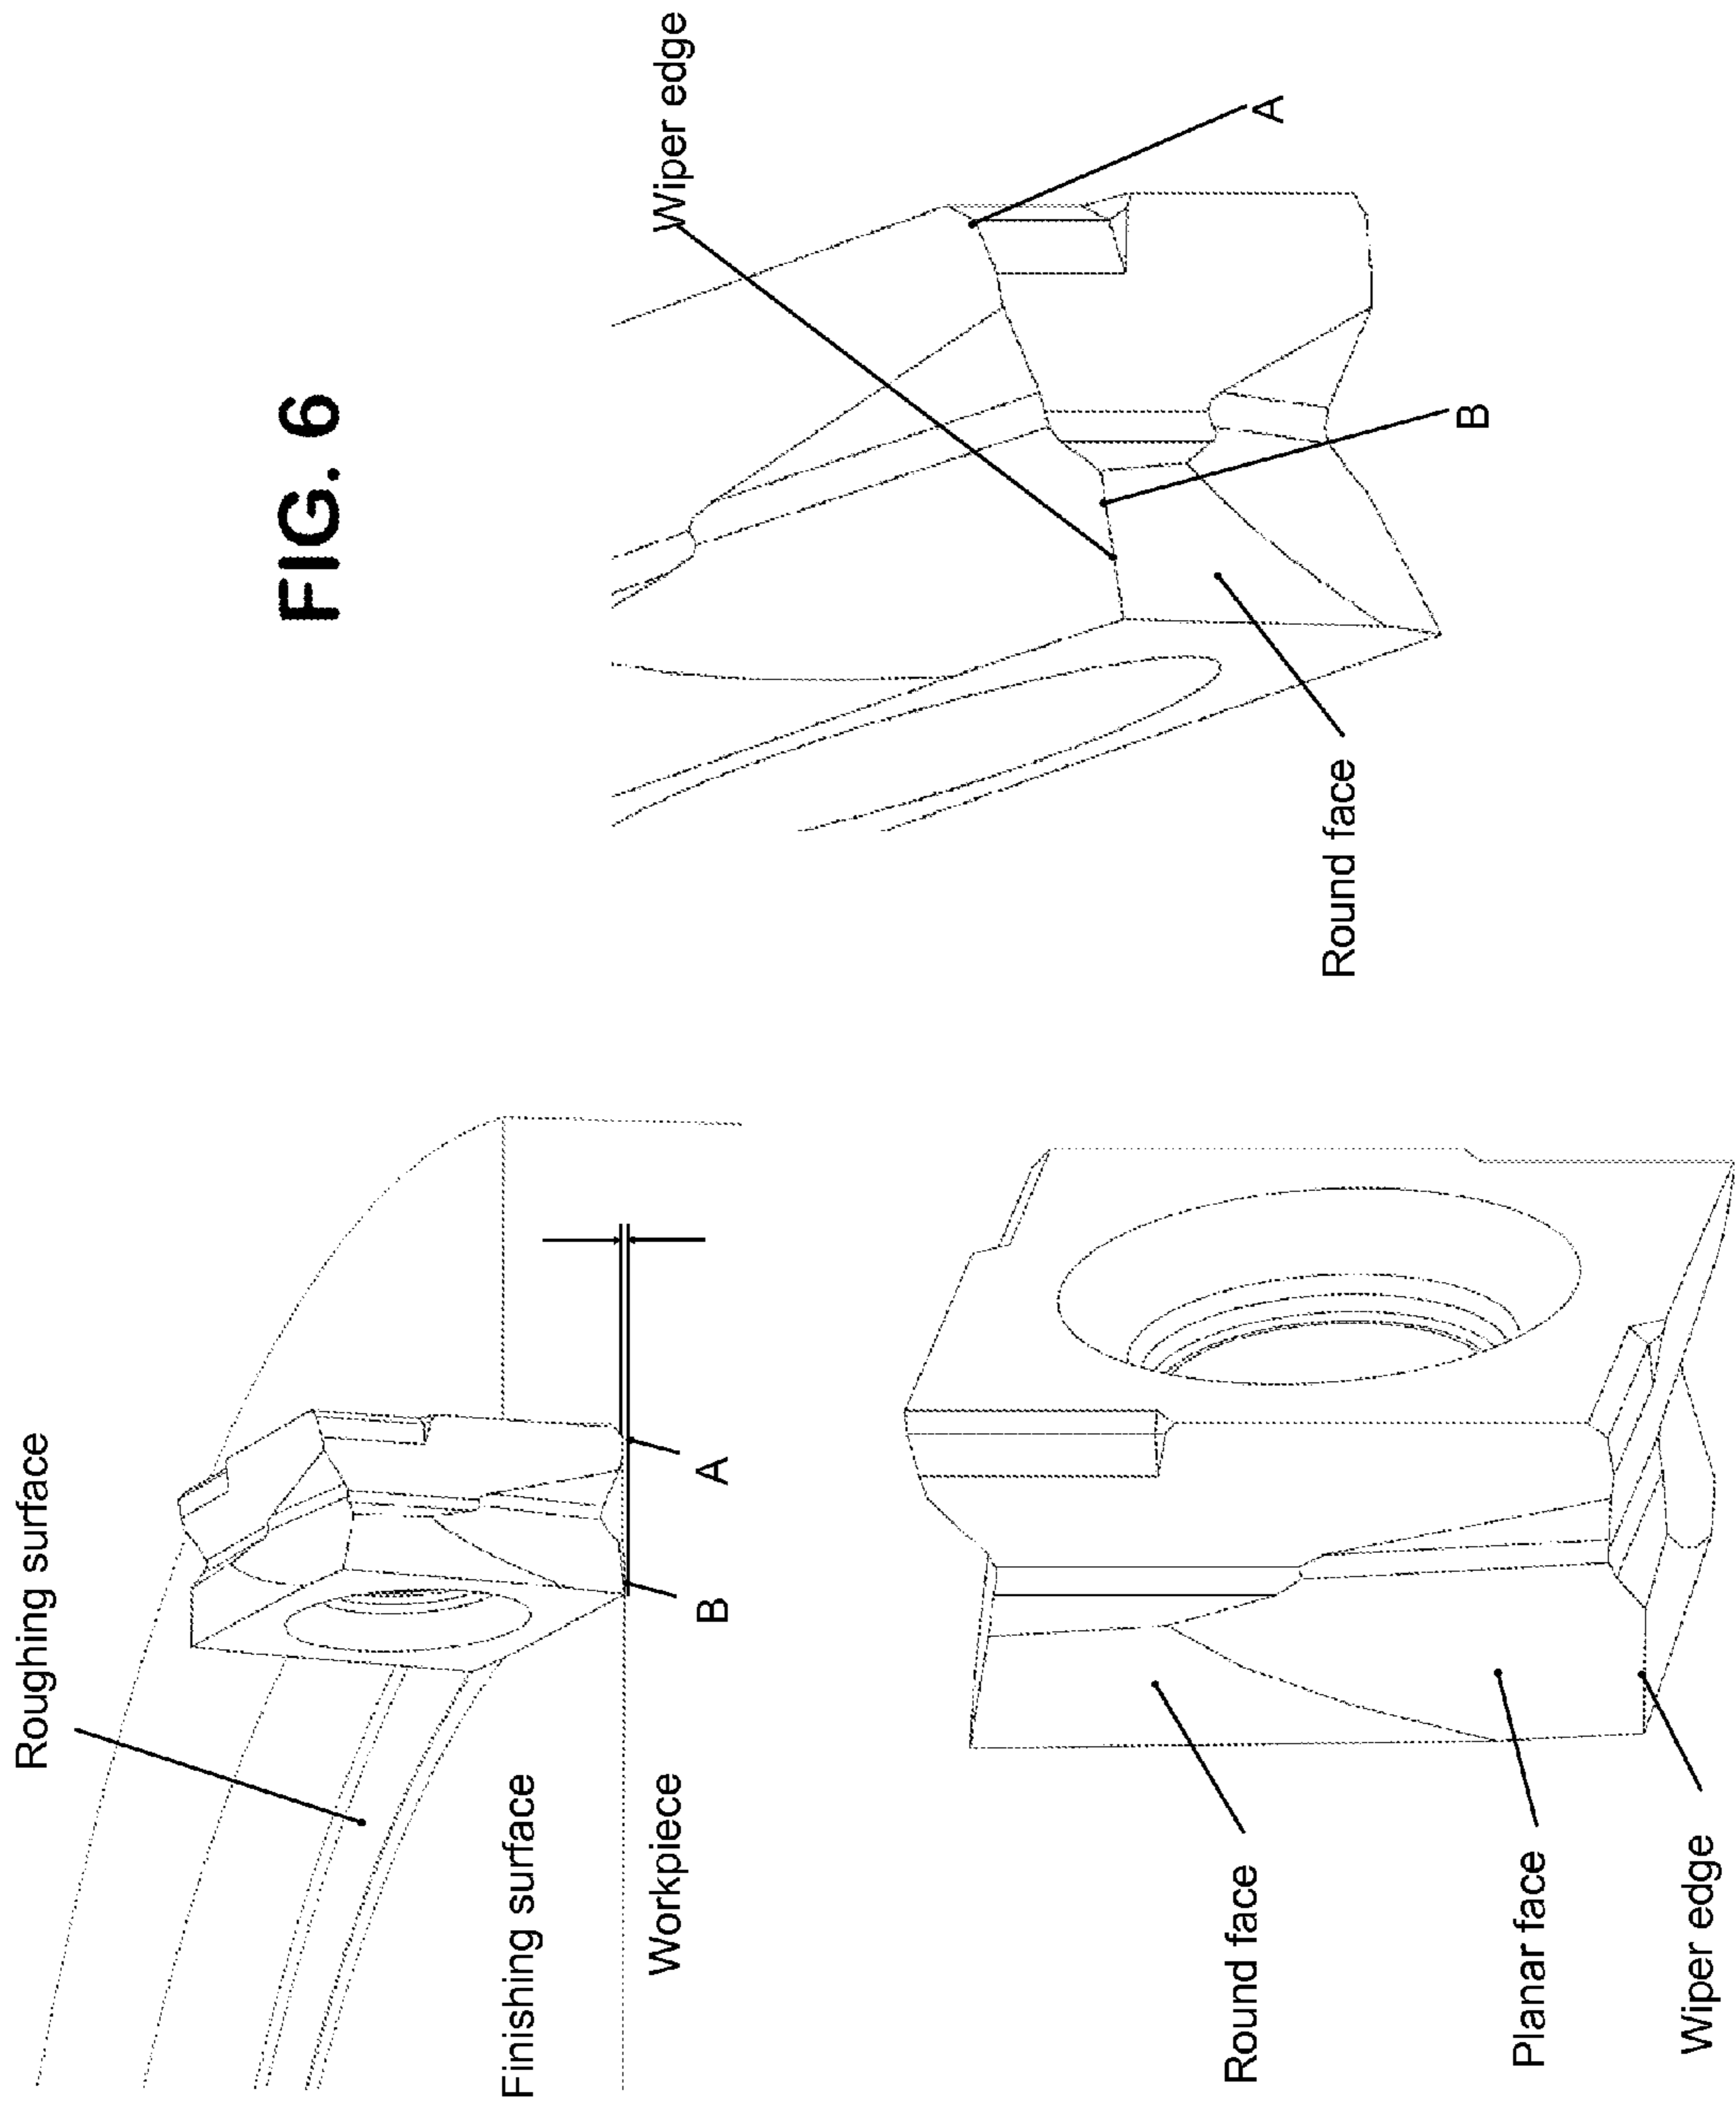 FIG. 6
Roughing surface
Finishing surface
Workpiece
B
A
Wiper edge
A
B
Round face
Round face
Planar face
Wiper edge